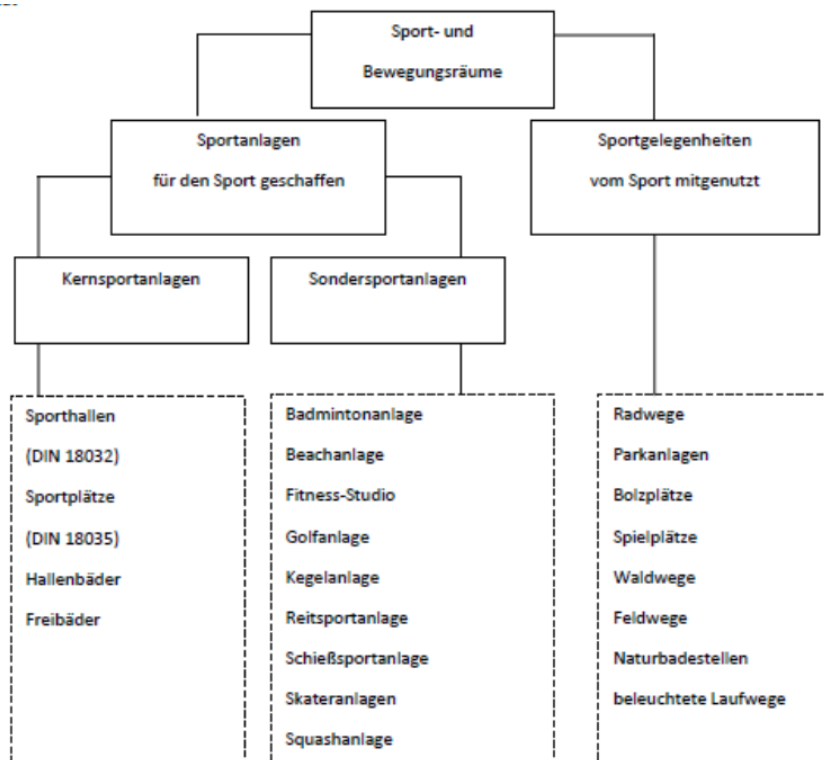 Sport- und
Bewegungsräume
Sportanlagen
für den Sport geschaffen
Sportgelegenheiten
vom Sport mitgenutzt
Kernsportanlagen
Sondersportanlagen
Sporthallen
(DIN 18032)
Sportplätze
(DIN 18035)
Hallenbäder
Freibäder
Badmintonanlage
Beachanlage
Fitness-Studio
Golfanlage
Kegelanlage
Reitsportanlage
Schießsportanlage
Skateranlagen
Squashanlage
Radwege
Parkanlagen
Bolzplätze
Spielplätze
Waldwege
Feldwege
Naturbadestellen
beleuchtete Laufwege